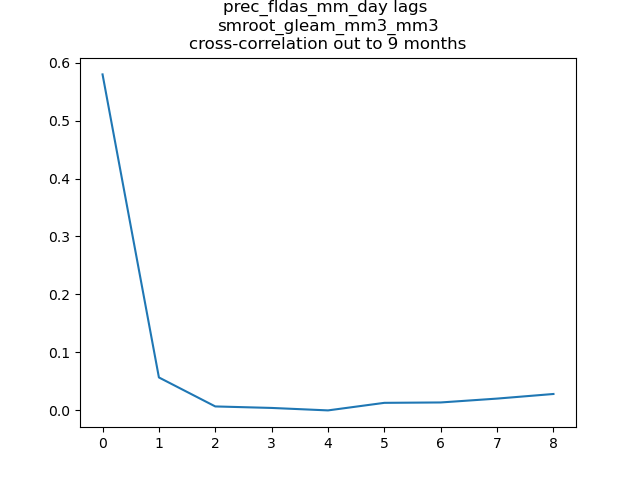 prec_fldas_mm_day lags
smroot_gleam_mm3_mm3
cross-correlation out to 9 months
0.6
0.5
0.4
0.3
0.2
0.1
0.0
0 1 2 3 4 5 6 7 8